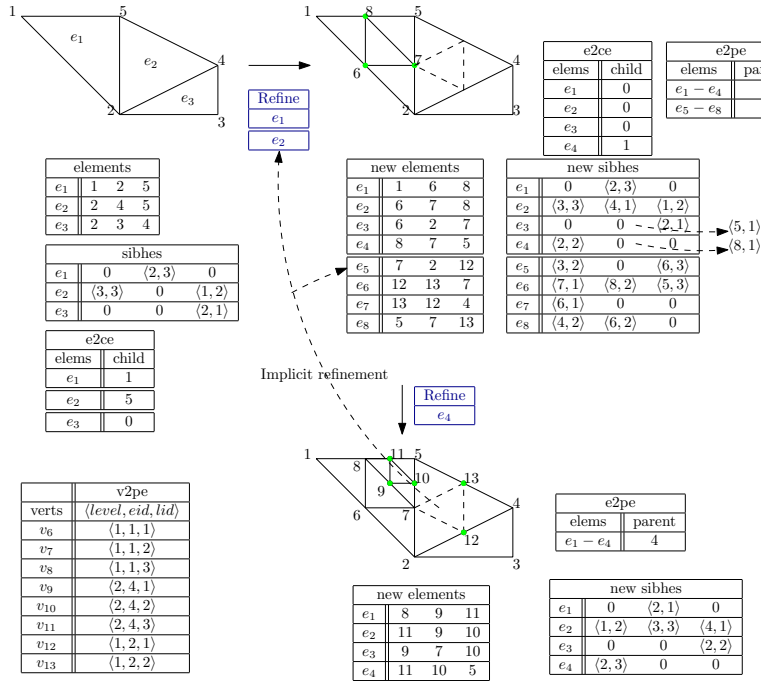 1 5 4 3 2
e1 e2 e3
1 8 5 7 6 4 2 3
Refine
e1
e2
e2ce
elems child
e1 0
e2 0
e3 0
e4 1
e2pe
elems
e1 − e4
e5 − e8
elements
e1 1 2 5
e2 2 4 5
e3 2 3 4
sibhes
e1 0 ⟨2, 3⟩ 0
e2 ⟨3, 3⟩ 0 ⟨1, 2⟩
e3 0 0 ⟨2, 1⟩
e2ce
elems child
e1 1
e2 5
e3 0
new elements
e1 1 6 8
e2 6 7 8
e3 6 2 7
e4 8 7 5
e5 7 2 12
e6 12 13 7
e7 13 12 4
e8 5 7 13
new sibhes
e1 0 ⟨2, 3⟩ 0
e2 ⟨3, 3⟩ ⟨4, 1⟩ ⟨1, 2⟩
e3 0 0 ⟨2, 1⟩ ⟨5, 1⟩
e4 ⟨2, 2⟩ 0 0 ⟨8, 1⟩
e5 ⟨3, 2⟩ 0 ⟨6, 3⟩
e6 ⟨7, 1⟩ ⟨8, 2⟩ ⟨5, 3⟩
e7 ⟨6, 1⟩ 0 0
e8 ⟨4, 2⟩ ⟨6, 2⟩ 0
Implicit refinement
Refine
e4
1 8 11 5 9 10 13 6 7 4 12 2 3
v2pe
verts ⟨level, eid, lid⟩
v6 ⟨1, 1, 1⟩
v7 ⟨1, 1, 2⟩
v8 ⟨1, 1, 3⟩
v9 ⟨2, 4, 1⟩
v10 ⟨2, 4, 2⟩
v11 ⟨2, 4, 3⟩
v12 ⟨1, 2, 1⟩
v13 ⟨1, 2, 2⟩
e2pe
elems parent
e1 − e4 4
new elements
e1 8 9 11
e2 11 9 10
e3 9 7 10
e4 11 10 5
new sibhes
e1 0 ⟨2, 1⟩ 0
e2 ⟨1, 2⟩ ⟨3, 3⟩ ⟨4, 1⟩
e3 0 0 ⟨2, 2⟩
e4 ⟨2, 3⟩ 0 0